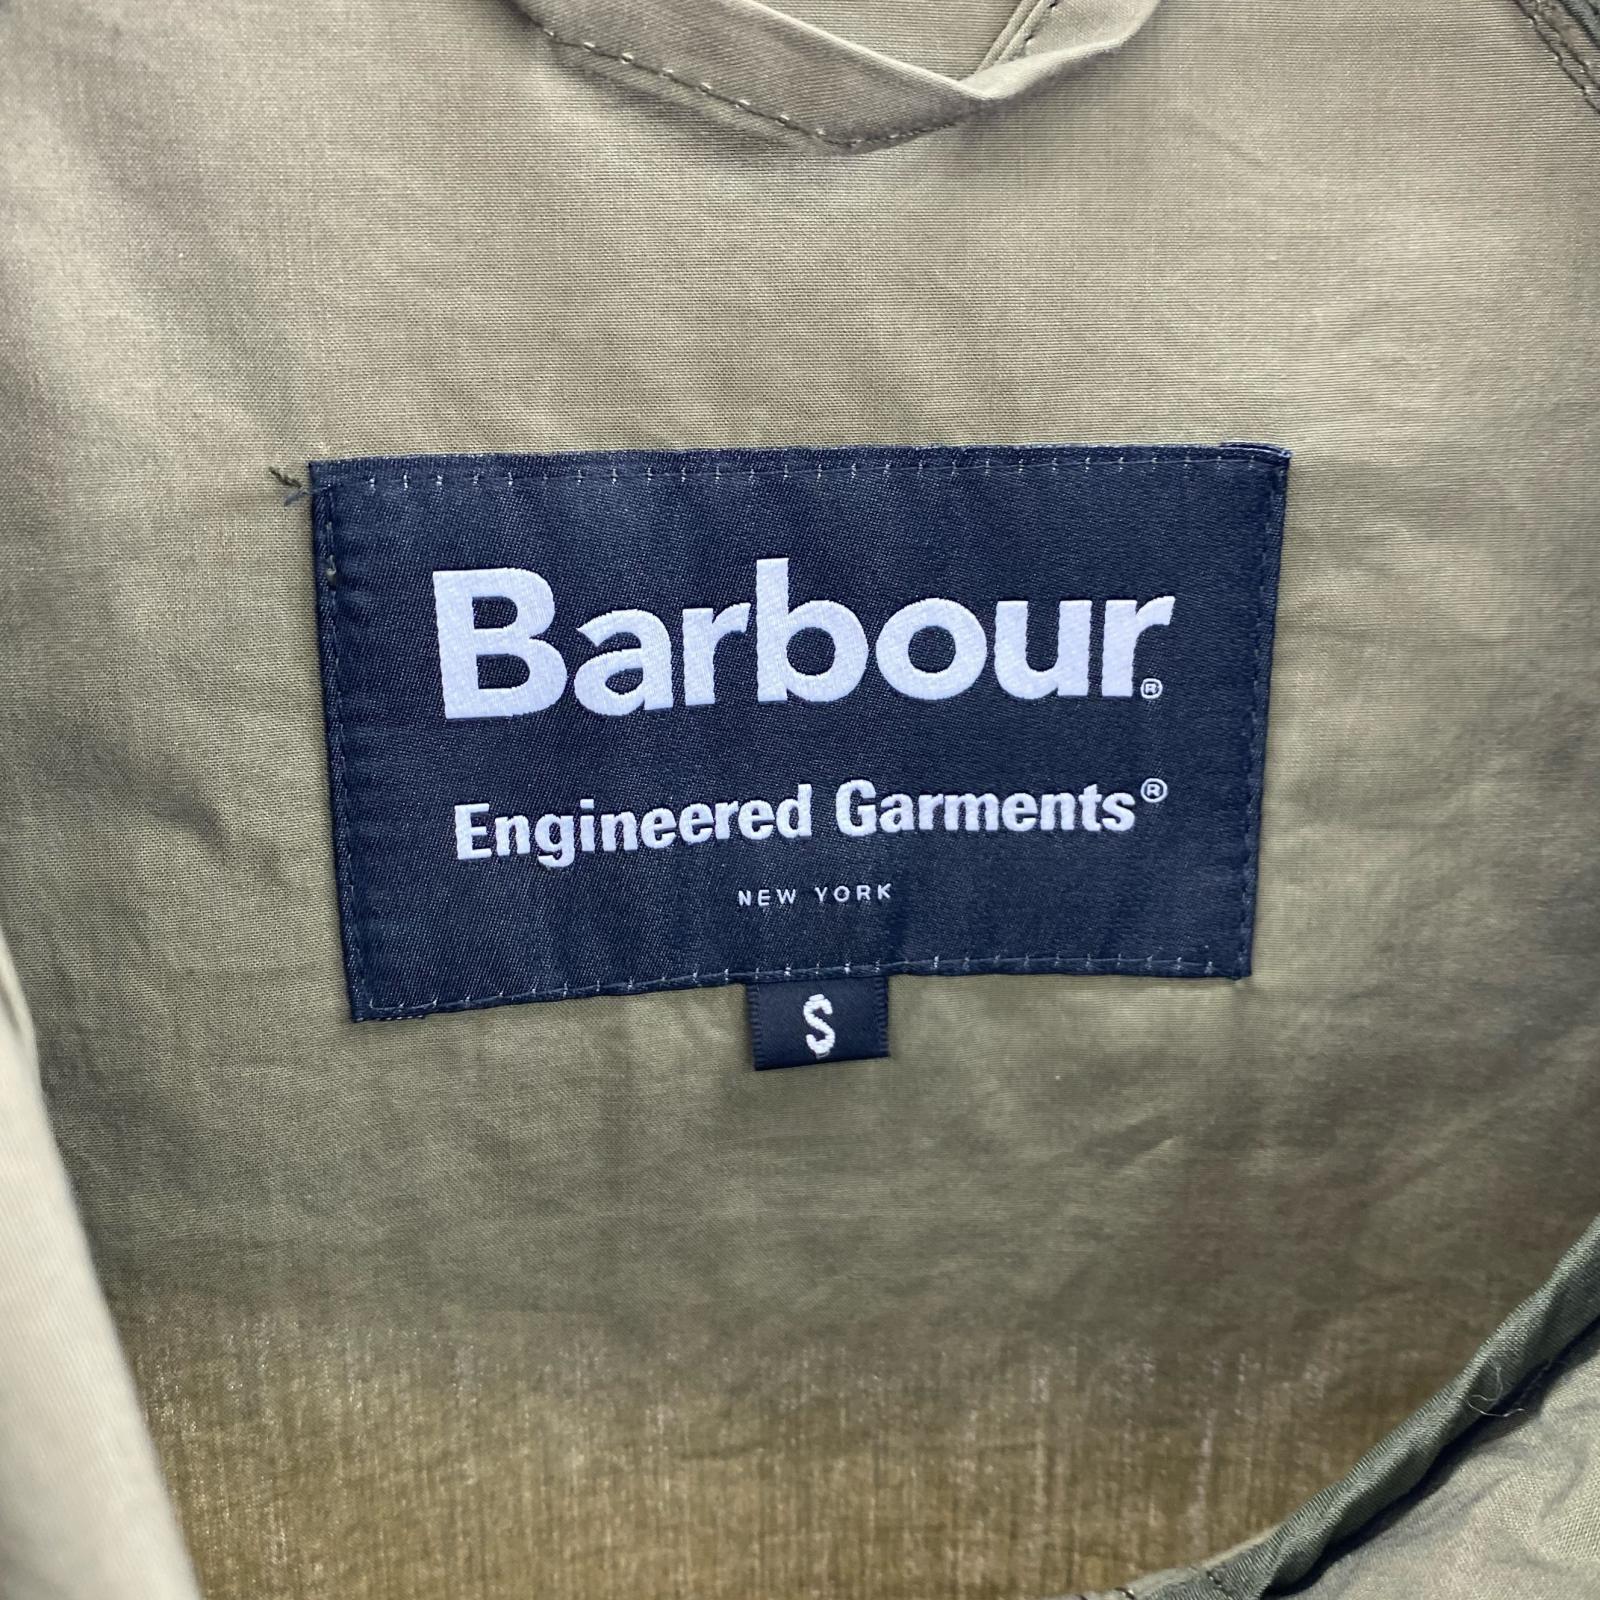 Barbour®
Engineered Garments®
NEW YORK
S